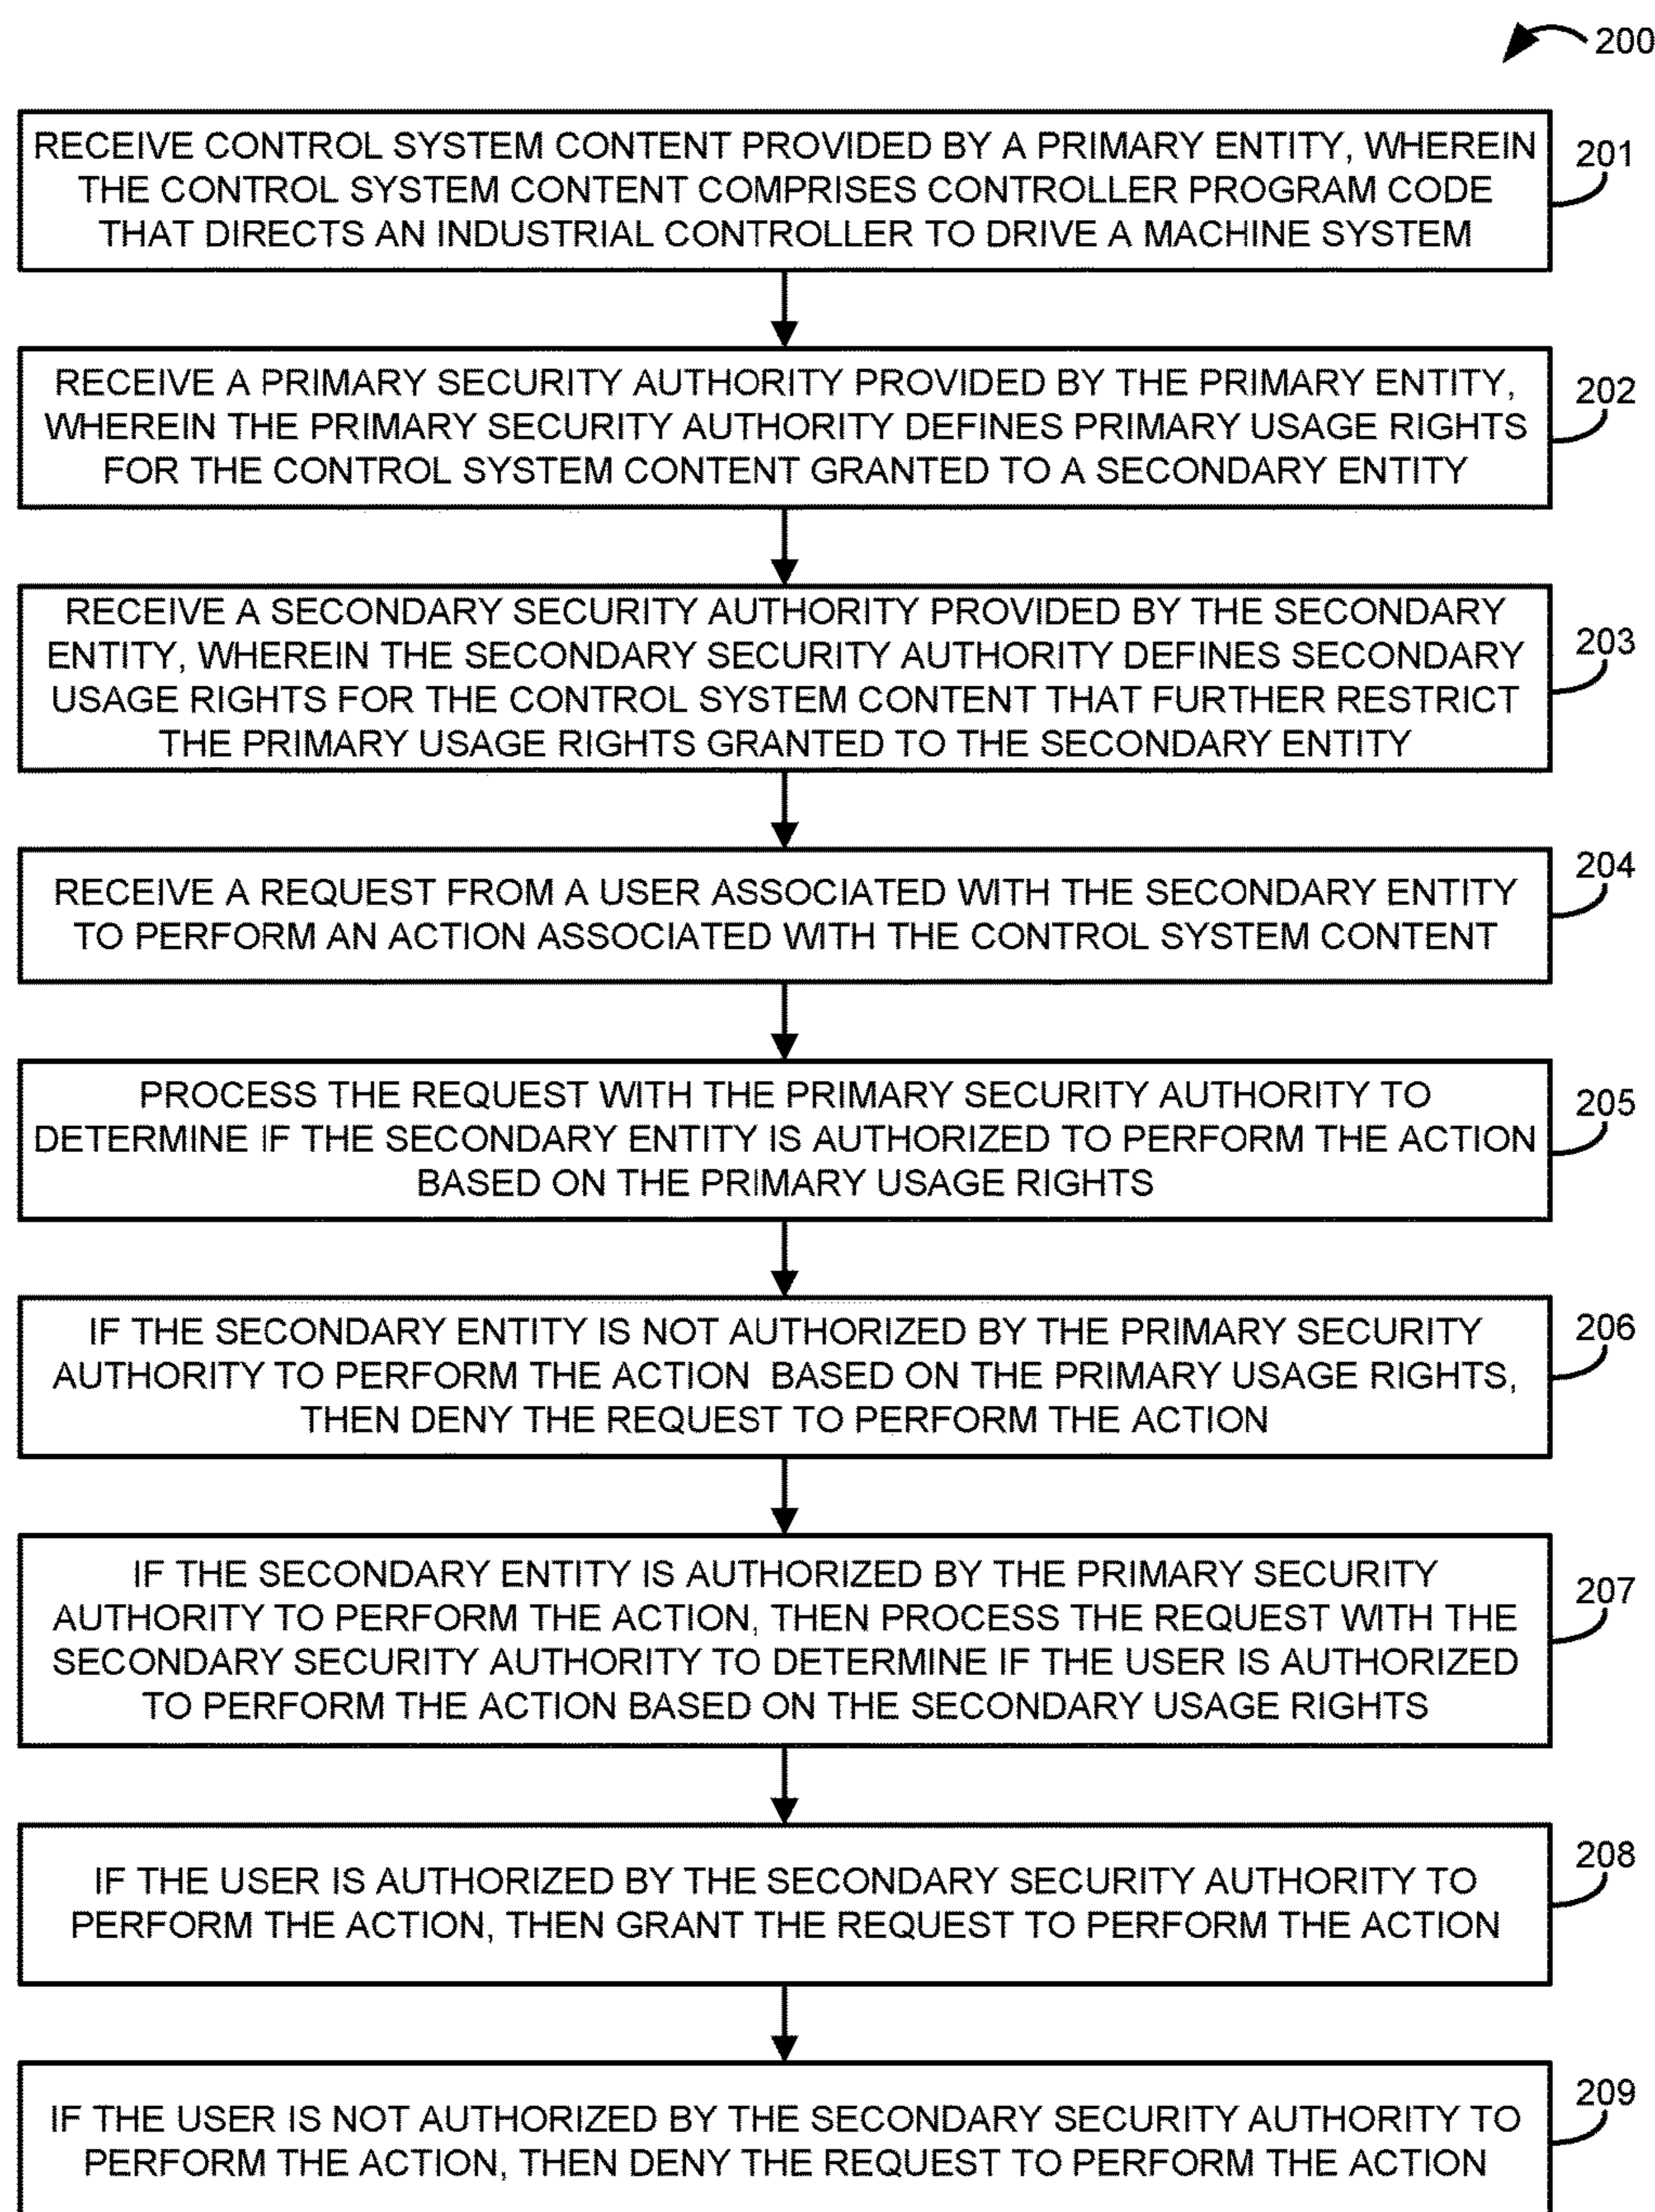 200
RECEIVE CONTROL SYSTEM CONTENT PROVIDED BY A PRIMARY ENTITY, WHEREIN
THE CONTROL SYSTEM CONTENT COMPRISES CONTROLLER PROGRAM CODE
THAT DIRECTS AN INDUSTRIAL CONTROLLER TO DRIVE A MACHINE SYSTEM
201
RECEIVE A PRIMARY SECURITY AUTHORITY PROVIDED BY THE PRIMARY ENTITY,
WHEREIN THE PRIMARY SECURITY AUTHORITY DEFINES PRIMARY USAGE RIGHTS
FOR THE CONTROL SYSTEM CONTENT GRANTED TO A SECONDARY ENTITY
202
RECEIVE A SECONDARY SECURITY AUTHORITY PROVIDED BY THE SECONDARY
ENTITY, WHEREIN THE SECONDARY SECURITY AUTHORITY DEFINES SECONDARY
USAGE RIGHTS FOR THE CONTROL SYSTEM CONTENT THAT FURTHER RESTRICT
THE PRIMARY USAGE RIGHTS GRANTED TO THE SECONDARY ENTITY
203
RECEIVE A REQUEST FROM A USER ASSOCIATED WITH THE SECONDARY ENTITY
TO PERFORM AN ACTION ASSOCIATED WITH THE CONTROL SYSTEM CONTENT
204
PROCESS THE REQUEST WITH THE PRIMARY SECURITY AUTHORITY TO
DETERMINE IF THE SECONDARY ENTITY IS AUTHORIZED TO PERFORM THE ACTION
BASED ON THE PRIMARY USAGE RIGHTS
205
IF THE SECONDARY ENTITY IS NOT AUTHORIZED BY THE PRIMARY SECURITY
AUTHORITY TO PERFORM THE ACTION BASED ON THE PRIMARY USAGE RIGHTS,
THEN DENY THE REQUEST TO PERFORM THE ACTION
206
IF THE SECONDARY ENTITY IS AUTHORIZED BY THE PRIMARY SECURITY
AUTHORITY TO PERFORM THE ACTION, THEN PROCESS THE REQUEST WITH THE
SECONDARY SECURITY AUTHORITY TO DETERMINE IF THE USER IS AUTHORIZED
TO PERFORM THE ACTION BASED ON THE SECONDARY USAGE RIGHTS
207
IF THE USER IS AUTHORIZED BY THE SECONDARY SECURITY AUTHORITY TO
PERFORM THE ACTION, THEN GRANT THE REQUEST TO PERFORM THE ACTION
208
IF THE USER IS NOT AUTHORIZED BY THE SECONDARY SECURITY AUTHORITY TO
PERFORM THE ACTION, THEN DENY THE REQUEST TO PERFORM THE ACTION
209